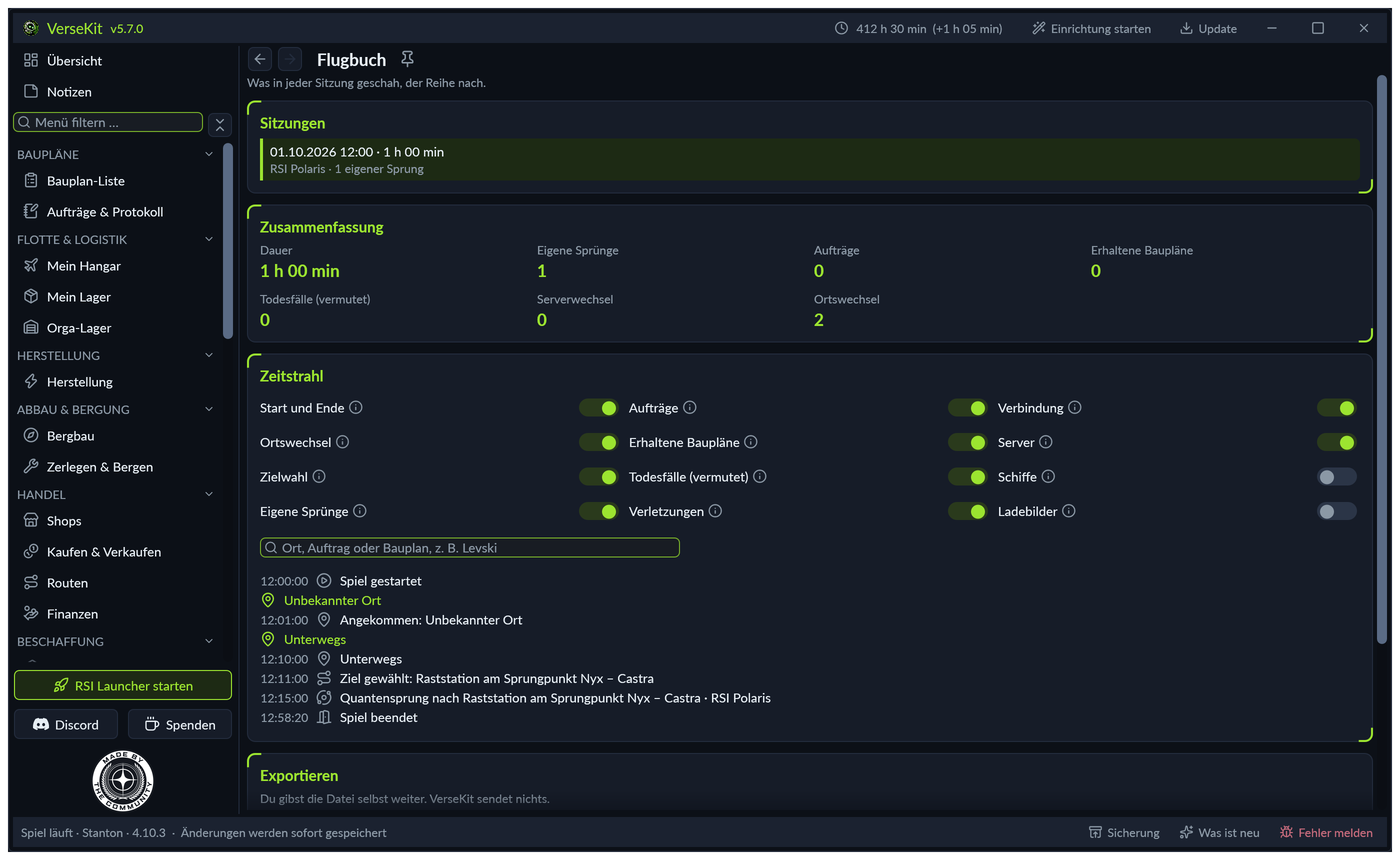 VerseKit v5.7.0
412 h 30 min (+1 h 05 min)
Einrichtung starten
Update
Übersicht
Notizen
Menü filtern ...
BAUPLÄNE
Bauplan-Liste
Aufträge & Protokoll
FLOTTE & LOGISTIK
Mein Hangar
Mein Lager
Orga-Lager
HERSTELLUNG
Herstellung
ABBAU & BERGUNG
Bergbau
Zerlegen & Bergen
HANDEL
Shops
Kaufen & Verkaufen
Routen
Finanzen
BESCHAFFUNG
RSI Launcher starten
Discord
Spenden
MADE BY
THE COMMUNITY
Flugbuch
Was in jeder Sitzung geschah, der Reihe nach.
Sitzungen
01.10.2026 12:00 · 1 h 00 min
RSI Polaris · 1 eigener Sprung
Zusammenfassung
Dauer
1 h 00 min
Eigene Sprünge
1
Aufträge
0
Erhaltene Baupläne
0
Todesfälle (vermutet)
0
Serverwechsel
0
Ortswechsel
2
Zeitstrahl
Start und Ende
Aufträge
Verbindung
Ortswechsel
Erhaltene Baupläne
Server
Zielwahl
Todesfälle (vermutet)
Schiffe
Eigene Sprünge
Verletzungen
Ladebilder
Ort, Auftrag oder Bauplan, z. B. Levski
12:00:00 Spiel gestartet
Unbekannter Ort
12:01:00 Angekommen: Unbekannter Ort
Unterwegs
12:10:00 Unterwegs
12:11:00 Ziel gewählt: Raststation am Sprungpunkt Nyx – Castra
12:15:00 Quantensprung nach Raststation am Sprungpunkt Nyx – Castra · RSI Polaris
12:58:20 Spiel beendet
Exportieren
Du gibst die Datei selbst weiter. VerseKit sendet nichts.
Spiel läuft · Stanton · 4.10.3 · Änderungen werden sofort gespeichert
Sicherung
Was ist neu
Fehler melden